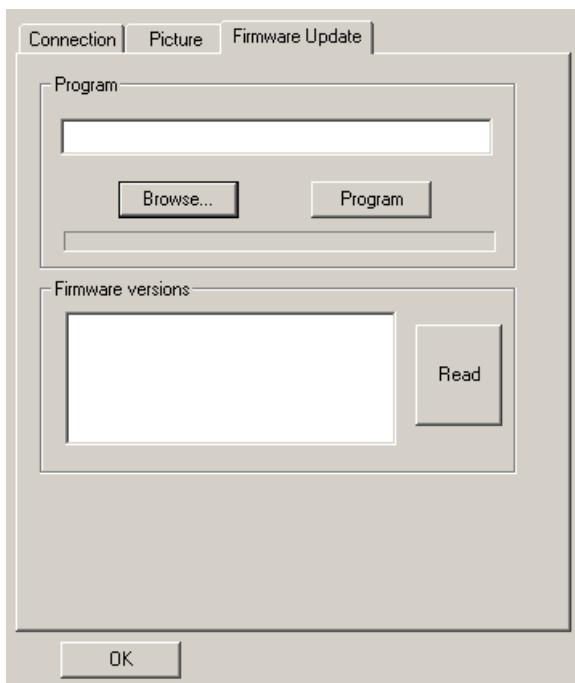 Connection Picture Firmware Update
Program
Browse... Program
Firmware versions
Read
OK